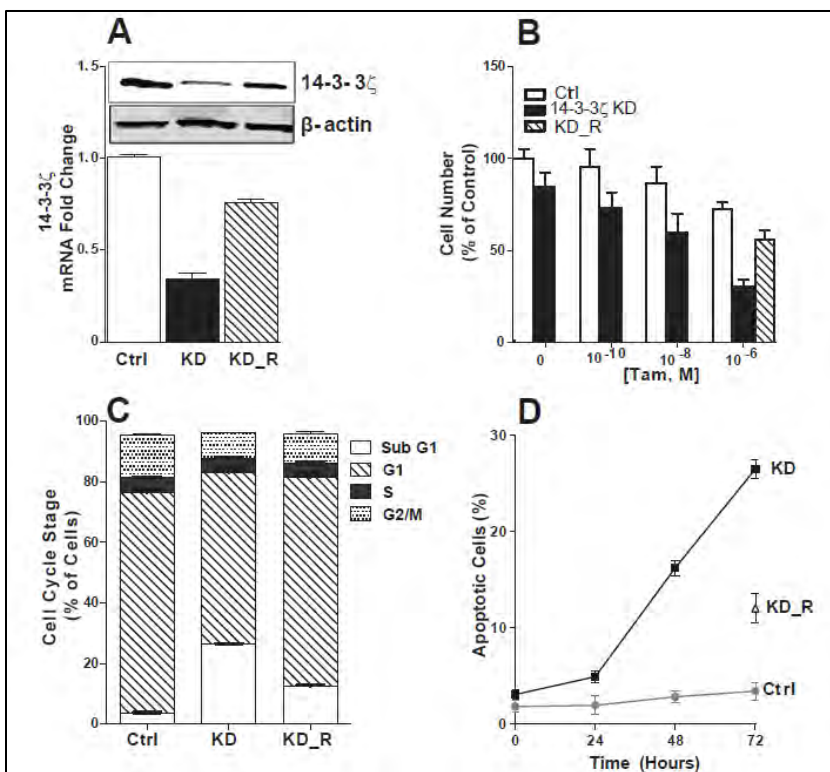 A
1.5
1.0
0.5
0
14-3-3ζ
mRNA Fold Change
14-3- 3ζ
β- actin
Ctrl KD KD_R
B
150
100
50
0
Cell Number
(% of Control)
Ctl
14-3-3ζ KD
KD_R
0 10-10 10-8 10-6
[Tam, M]
C
100
80
60
40
20
0
Cell Cycle Stage
(% of Cells)
Sub G1
G1
S
G2/M
Ctrl KD KD_R
D
30
20
10
0
Apoptotic Cells (%)
KD
KD_R
Ctrl
0 24 48 72
Time (Hours)